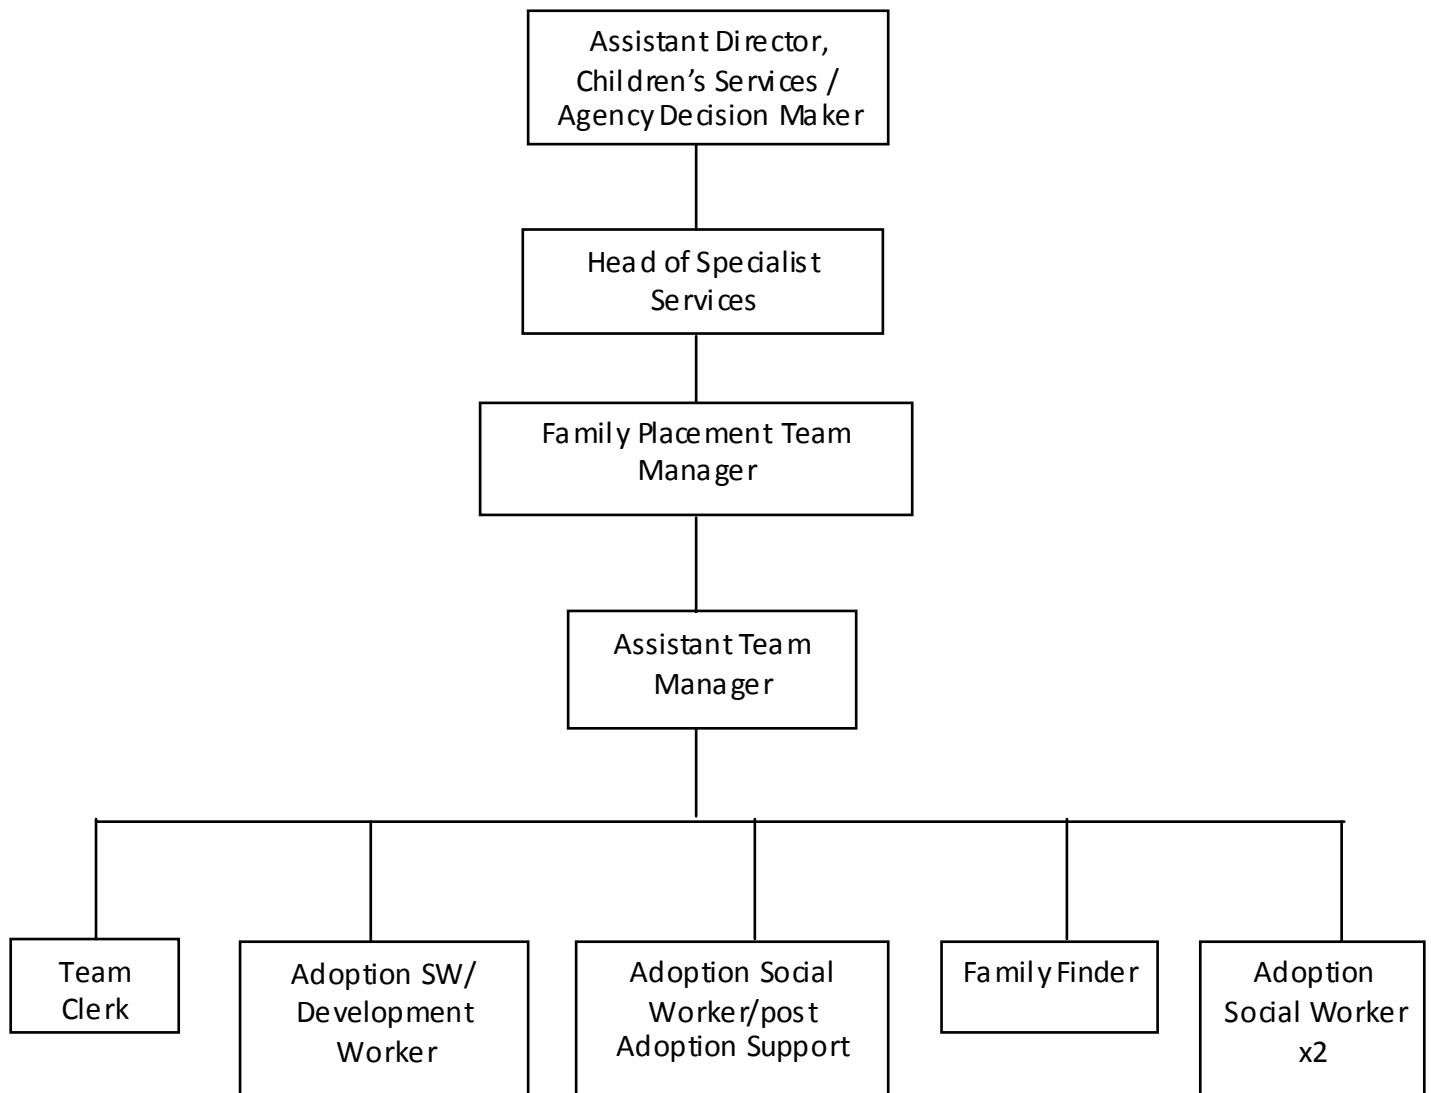 Assistant Director,
Children’s Services /
Agency Decision Maker
Head of Specialist
Services
Family Placement Team
Manager
Assistant Team
Manager
Team
Clerk
Adoption SW/
Development
Worker
Adoption Social
Worker/post
Adoption Support
Family Finder
Adoption
Social Worker
x2